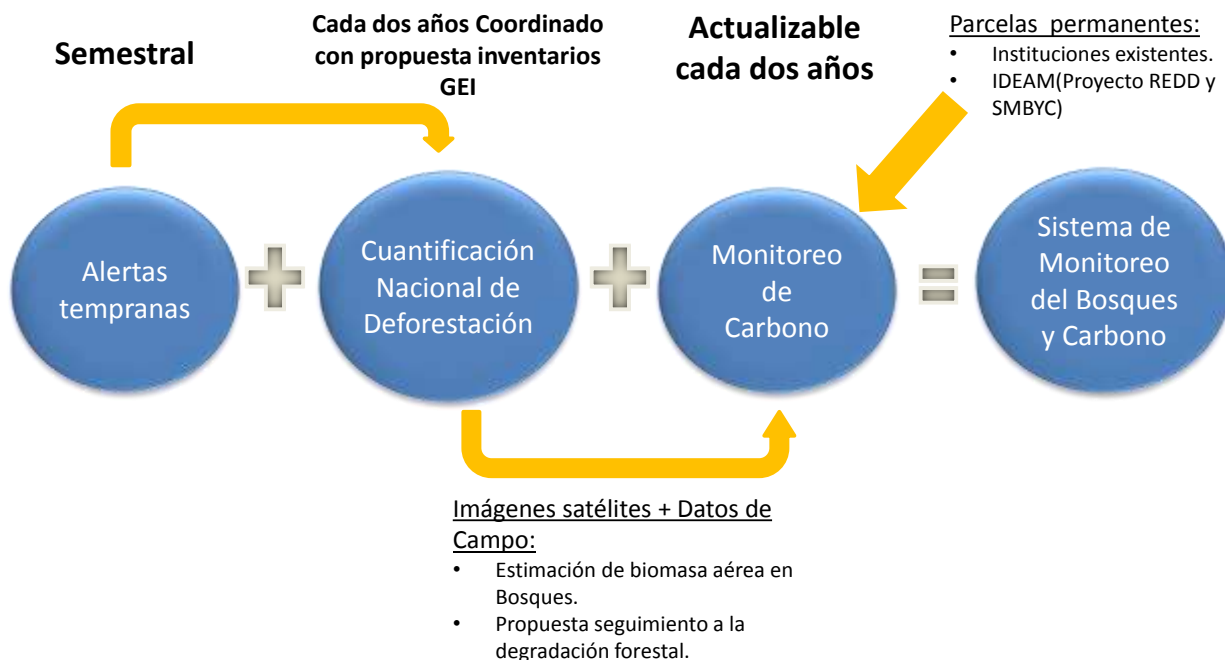 Semestral
Cada dos años Coordinado
con propuesta inventarios
GEI
Actualizable
cada dos años
Parcelas permanentes:
• Instituciones existentes.
• IDEAM(Proyecto REDD y
SMBYC)
Alertas
tempranas
+
Cuantificación
Nacional de
Deforestación
+
Monitoreo
de
Carbono
=
Sistema de
Monitoreo
del Bosques
y Carbono
Imágenes satélites + Datos de
Campo:
• Estimación de biomasa aérea en
Bosques.
• Propuesta seguimiento a la
degradación forestal.